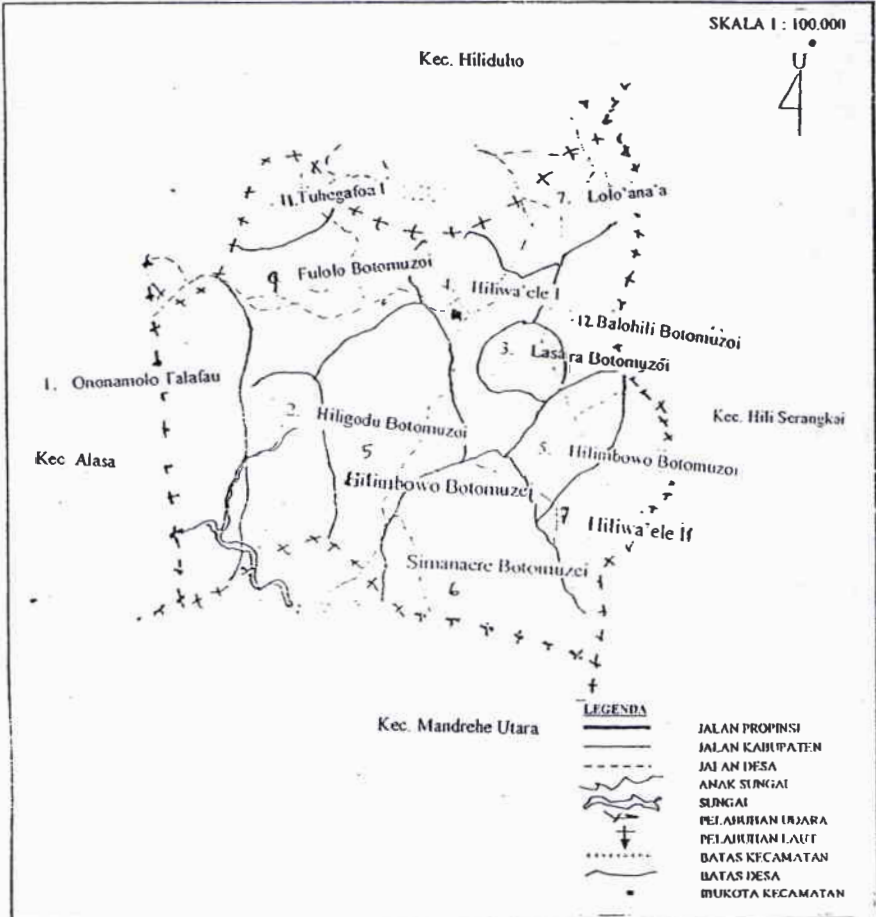 SKALA 1 : 100.000
U
Kec. Hiliduho
11. Tuhegafoa I
7. Lolo'ana'a
9 Fulolo Botomuzoi
4. Hiliwa'ele I
12 Balohili Botomuzoi
3. Lasara Botomuzoi
1. Ononamolo Talafau
2. Hiligodu Botomuzoi
Kec. Hili Serangkai
Kec Alasa
5
5. Hilimbowo Botomuzoi
Hilimbowo Botomuzei
7 Hiliwa'ele II
Simanaere Botomuzei
6
Kec. Mandrehe Utara
LEGENDA
JALAN PROPINSI
JALAN KABUPATEN
JALAN DESA
ANAK SUNGAI
SUNGAI
PELABUHAN UDARA
PELABUHAN LAUT
BATAS KECAMATAN
BATAS DESA
IBUKOTA KECAMATAN